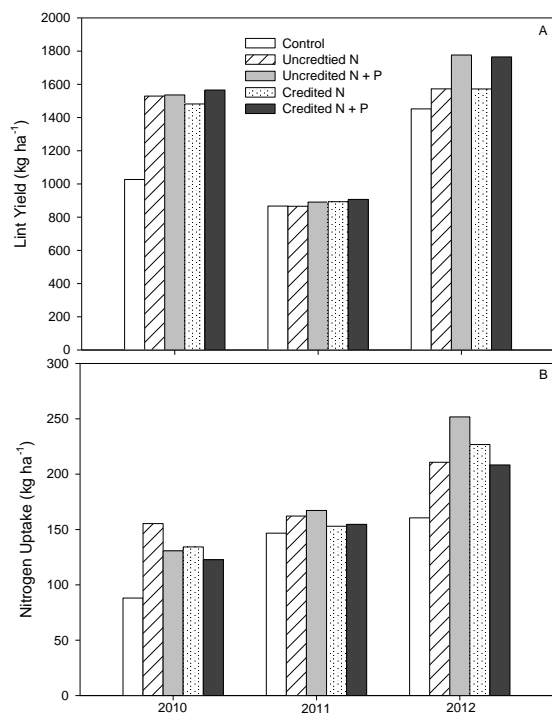 A
Control
Uncredtied N
Uncredited N + P
Credited N
Credited N + P
Lint Yield (kg ha⁻¹)
2000
1800
1600
1400
1200
1000
800
600
400
200
0
B
Nitrogen Uptake (kg ha⁻¹)
300
250
200
150
100
50
0
2010 2011 2012